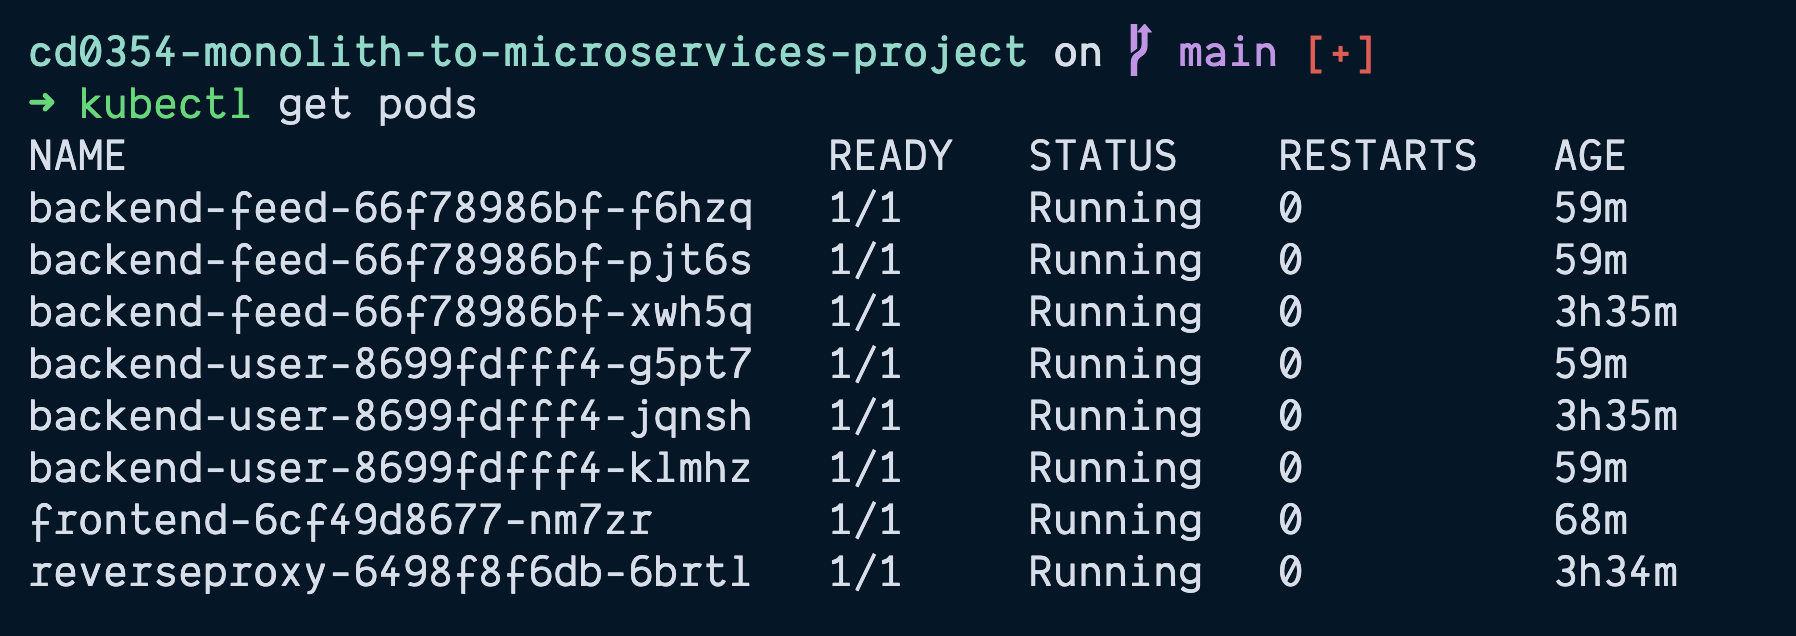 cd0354-monolith-to-microservices-project on main [+]
➜ kubectl get pods
NAME READY STATUS RESTARTS AGE
backend-feed-66f78986bf-f6hzq 1/1 Running 0 59m
backend-feed-66f78986bf-pjt6s 1/1 Running 0 59m
backend-feed-66f78986bf-xwh5q 1/1 Running 0 3h35m
backend-user-8699fdfff4-g5pt7 1/1 Running 0 59m
backend-user-8699fdfff4-jqnsh 1/1 Running 0 3h35m
backend-user-8699fdfff4-klmhz 1/1 Running 0 59m
frontend-6cf49d8677-nm7zr 1/1 Running 0 68m
reverseproxy-6498f8f6db-6brtl 1/1 Running 0 3h34m